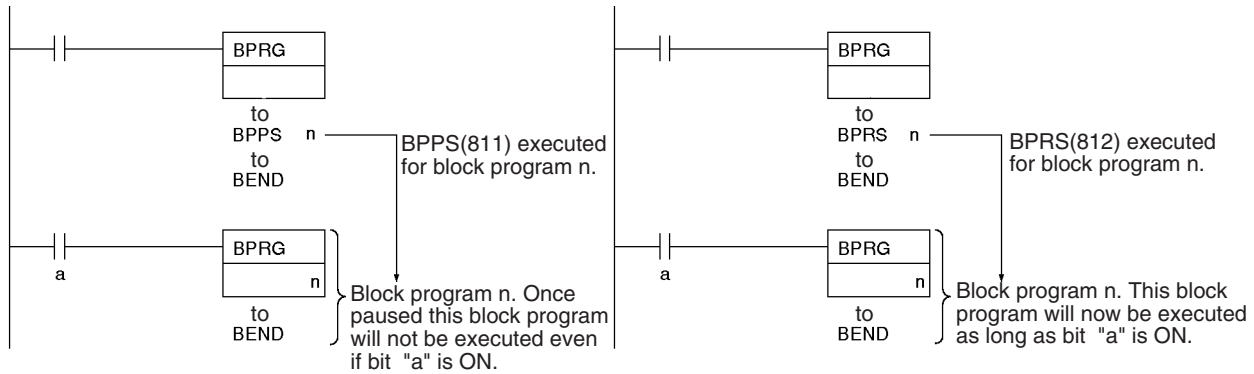 BPRG
to
BPPS n
to
BEND
BPPS(811) executed
for block program n.
a
BPRG
n
to
BEND
Block program n. Once
paused this block program
will not be executed even
if bit "a" is ON.
BPRG
to
BPRS n
to
BEND
BPRS(812) executed
for block program n.
a
BPRG
n
to
BEND
Block program n. This block
program will now be executed
as long as bit "a" is ON.